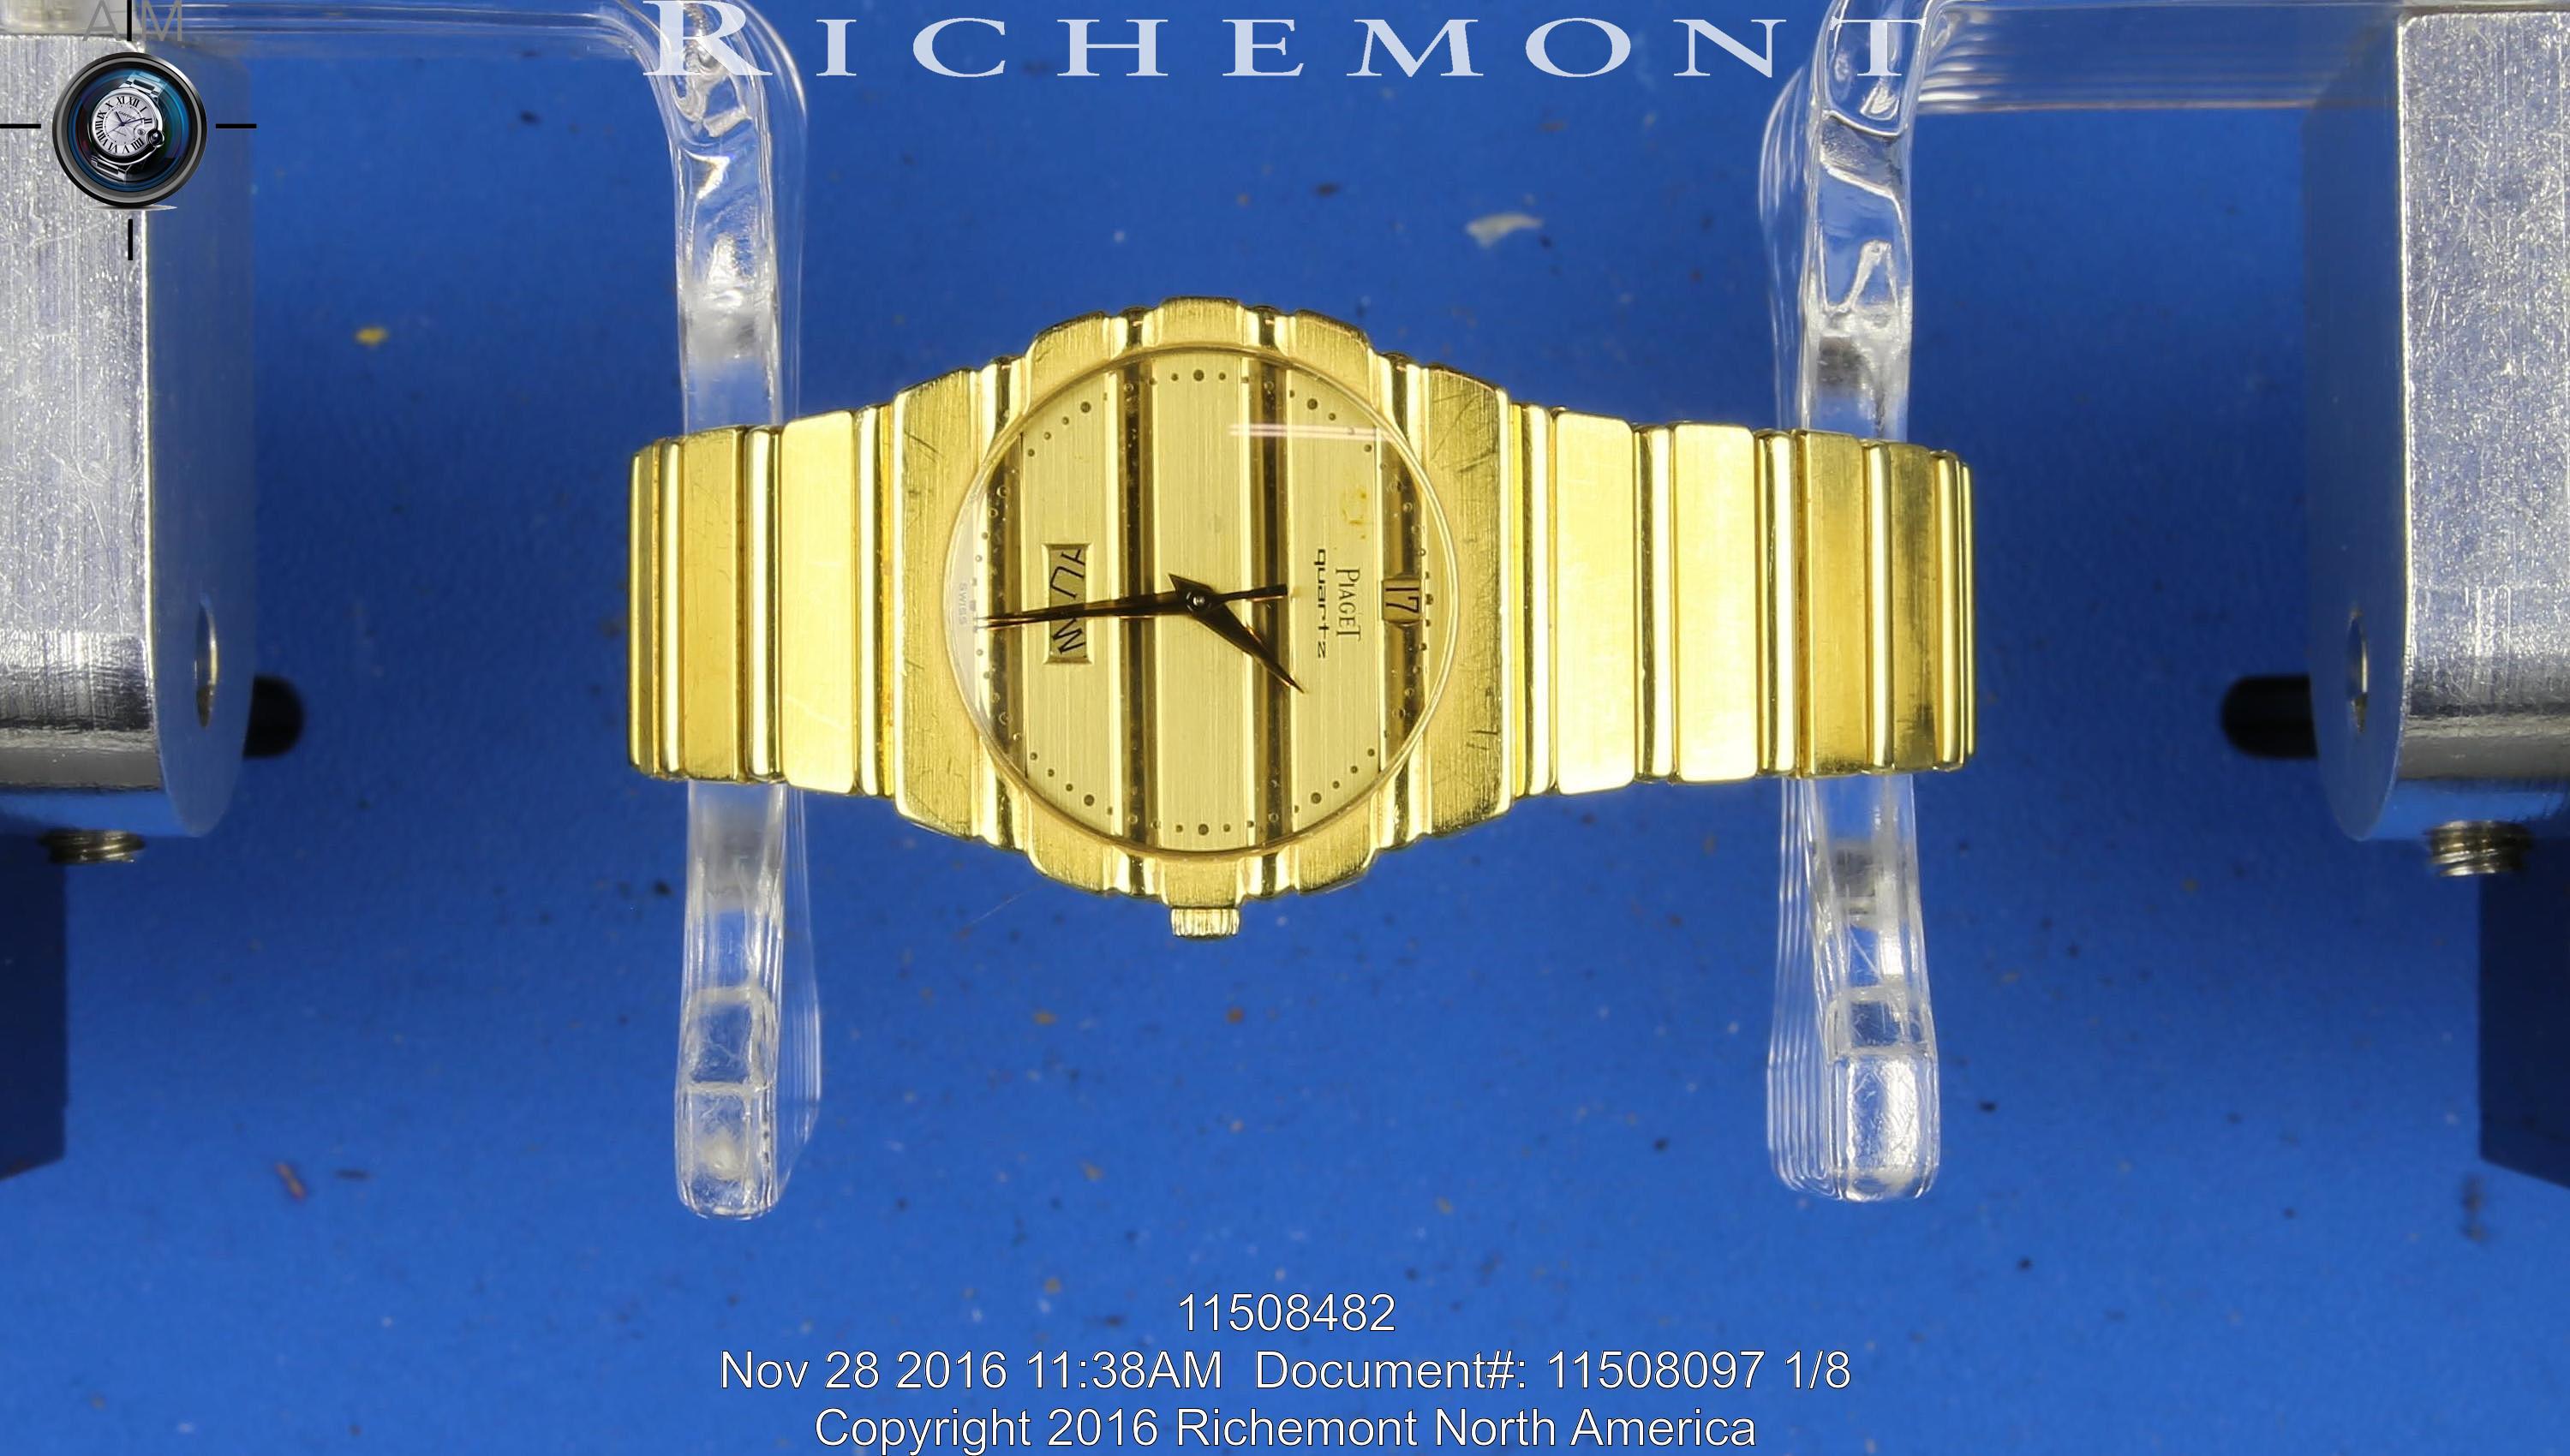 AIM
RICHEMONT
17
PIAGET
quartz
SWISS
11508482
Nov 28 2016 11:38AM Document#: 11508097 1/8
Copyright 2016 Richemont North America